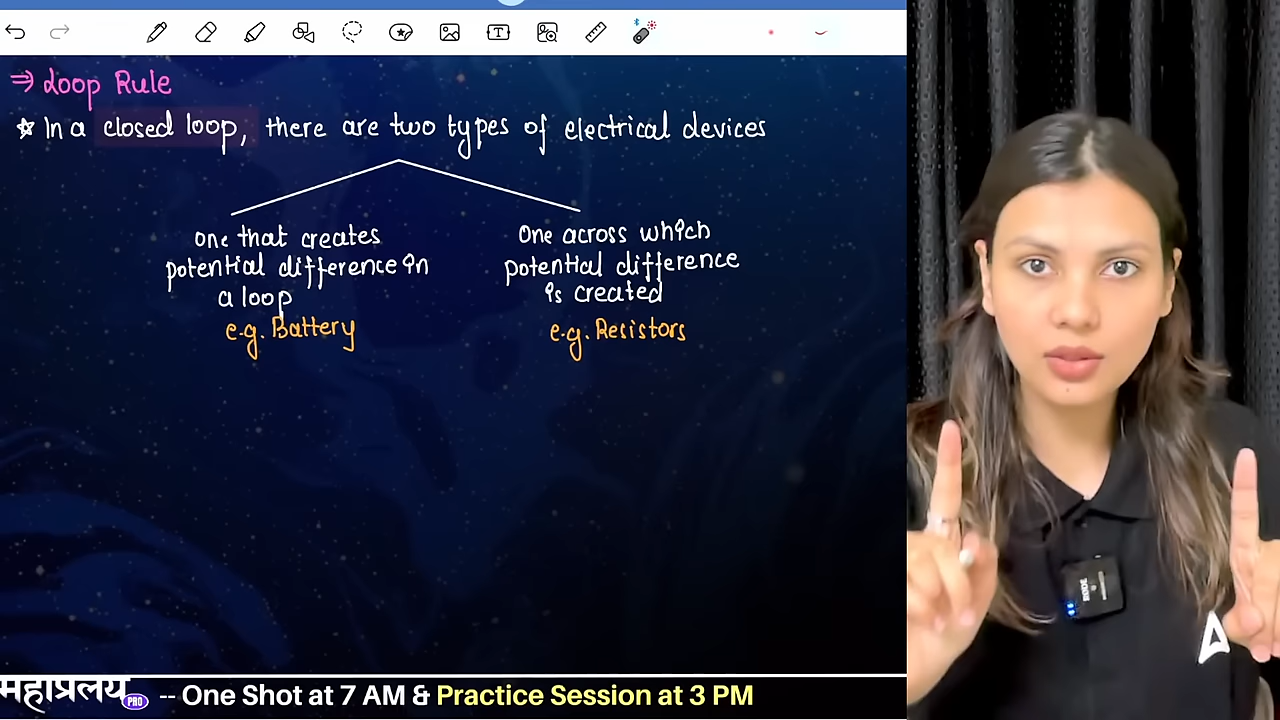 ⇒ Loop Rule
☆ In a closed loop, there are two types of electrical devices
One that creates
potential difference in
a loop
e.g. Battery
One across which
potential difference
is created
e.g. Resistors
महाप्रलय PRO -- One Shot at 7 AM & Practice Session at 3 PM